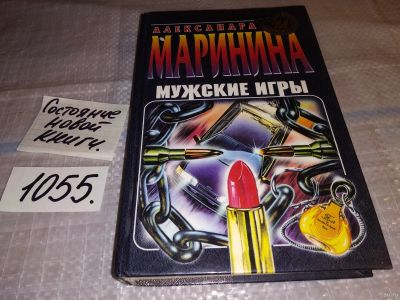 АЛЕКСАНДРА
МАРИНИНА
МУЖСКИЕ ИГРЫ
Состояние
новой
книги.
1055.